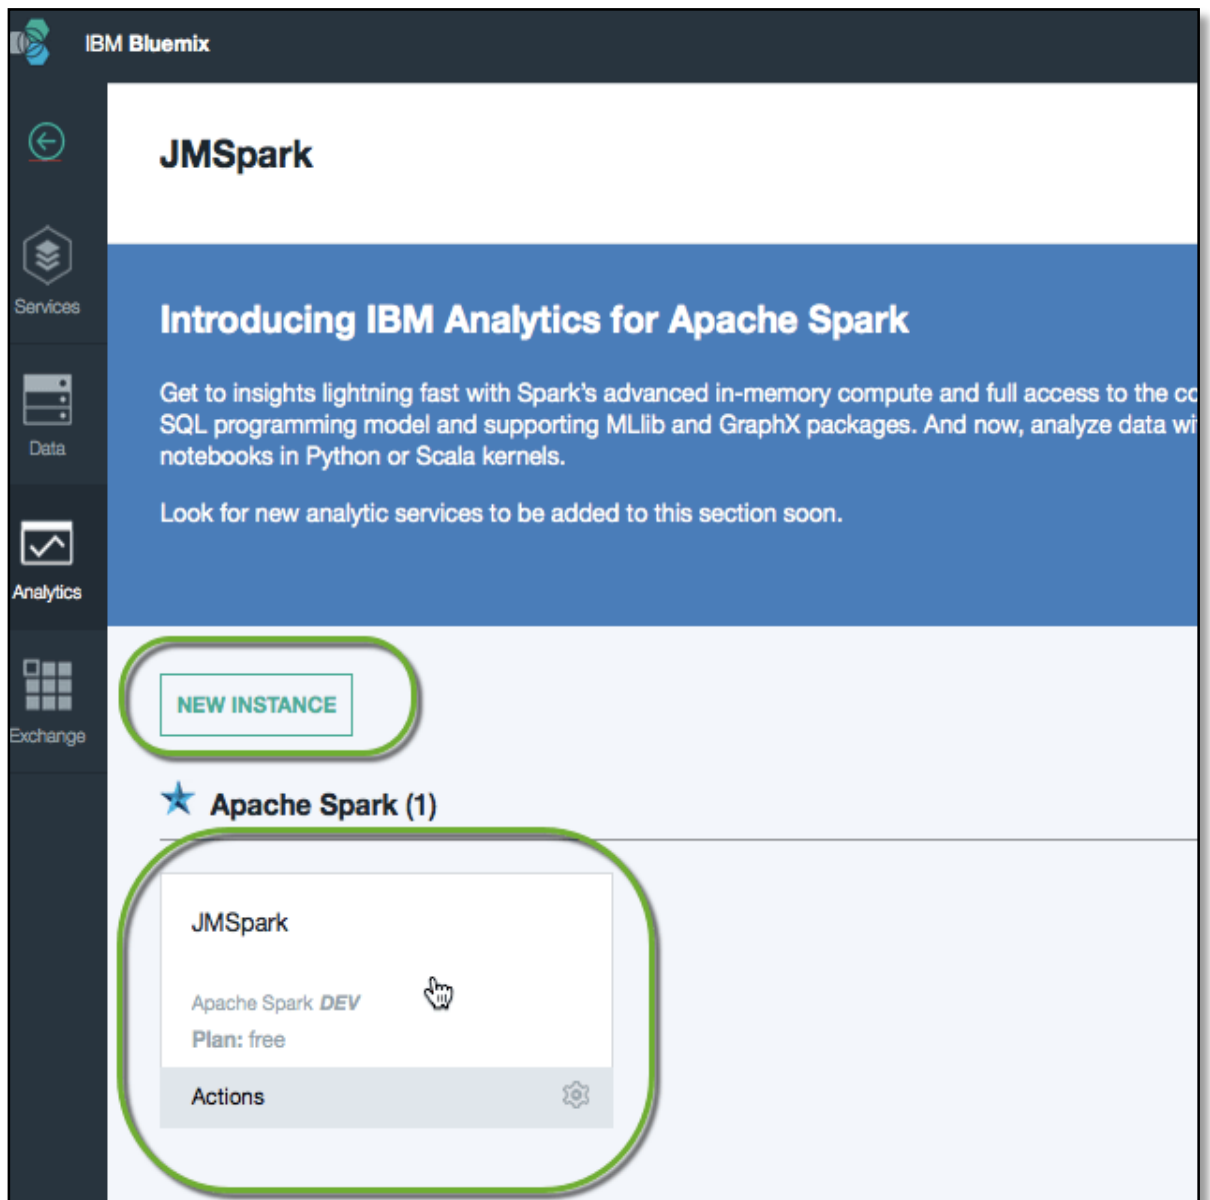 IBM Bluemix
JMSpark
Services
Introducing IBM Analytics for Apache Spark
Get to insights lightning fast with Spark's advanced in-memory compute and full access to the
SQL programming model and supporting MLlib and GraphX packages. And now, analyze data
notebooks in Python or Scala kernels.
Data
Look for new analytic services to be added to this section soon.
Analytics
NEW INSTANCE
Exchange
Apache Spark (1)
JMSpark
Apache Spark DEV
Plan: free
Actions